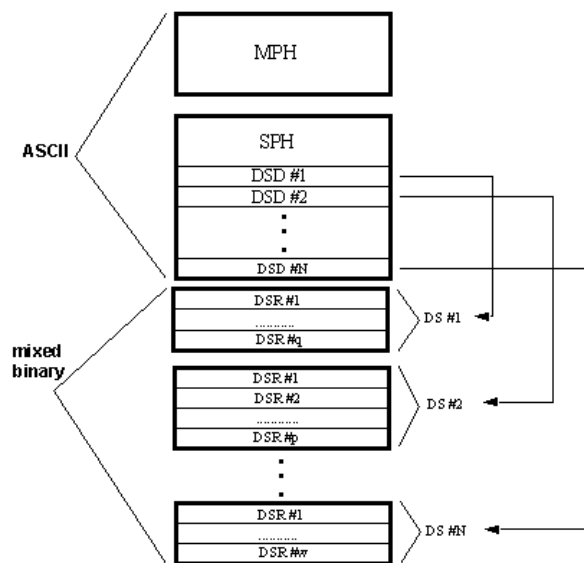 MPH
SPH
ASCII
DSD #1
DSD #2
DSD #N
DSR #1
...........
DSR #q
DS #1
mixed
binary
DSR #1
DSR #2
............
DSR #p
DS #2
DSR #1
..........
DSR #w
DS #N